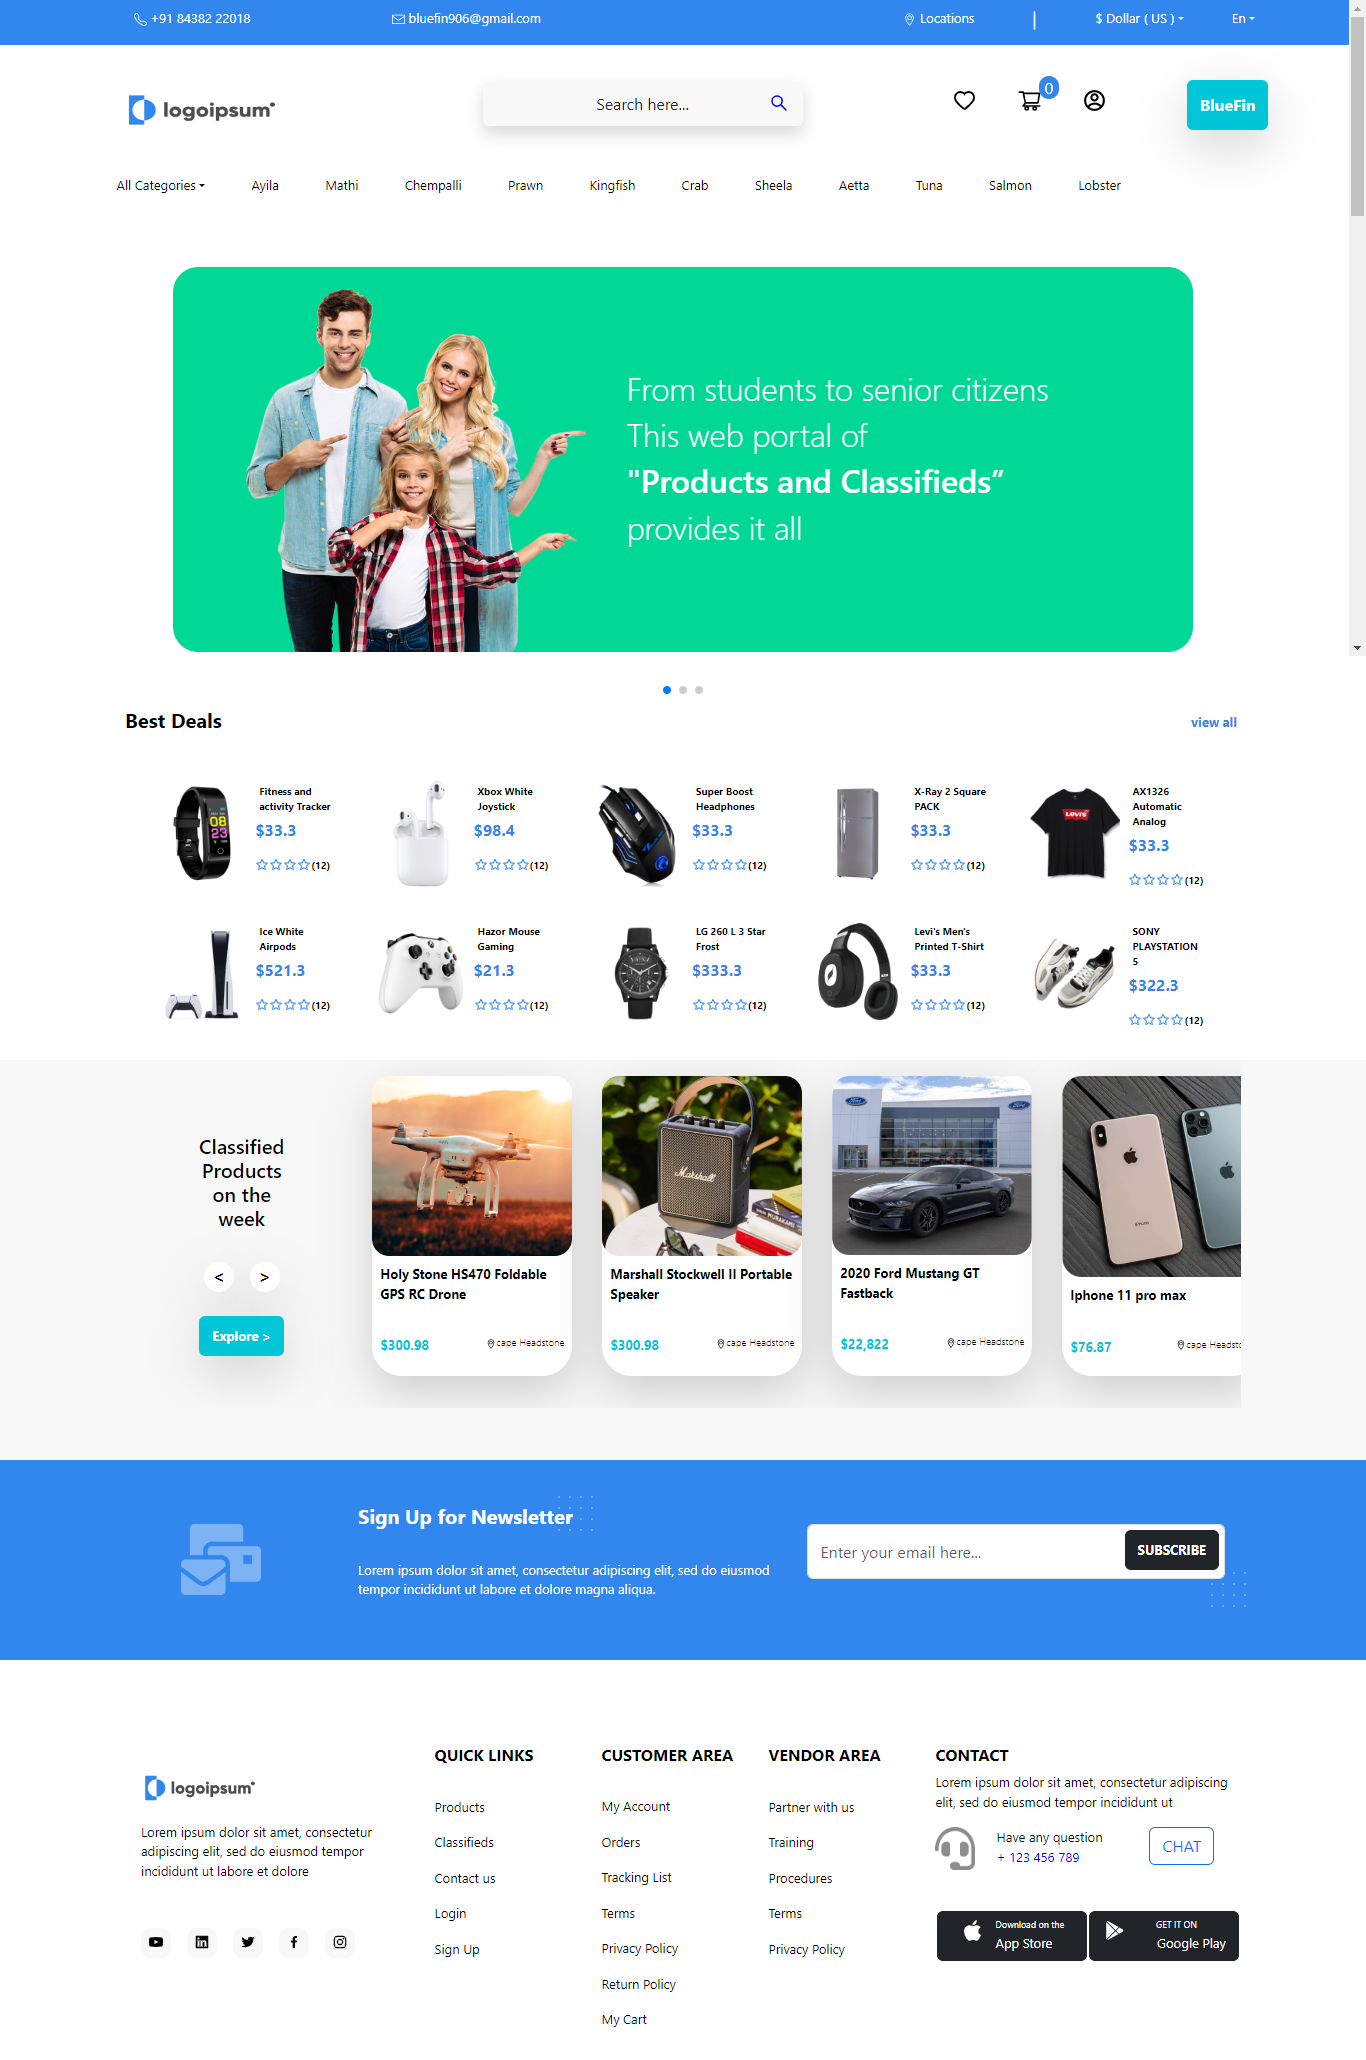 +91 84382 22018
bluefin906@gmail.com
Locations
$ Dollar ( US )
En
logoipsum
Search here...
0
BlueFin
All Categories
Ayila
Mathi
Chempalli
Prawn
Kingfish
Crab
Sheela
Aetta
Tuna
Salmon
Lobster
From students to senior citizens
This web portal of
"Products and Classifieds”
provides it all
Best Deals
view all
Fitness and
activity Tracker
$33.3
(12)
Xbox White
Joystick
$98.4
(12)
Super Boost
Headphones
$33.3
(12)
X-Ray 2 Square
PACK
$33.3
(12)
LEVI'S
AX1326
Automatic
Analog
$33.3
(12)
Ice White
Airpods
$521.3
(12)
Hazor Mouse
Gaming
$21.3
(12)
LG 260 L 3 Star
Frost
$333.3
(12)
Levi's Men's
Printed T-Shirt
$33.3
(12)
SONY
PLAYSTATION
5
$322.3
(12)
Classified
Products
on the
week
< >
Explore >
Holy Stone HS470 Foldable
GPS RC Drone
$300.98
cape Headstone
Marshall
Marshall Stockwell II Portable
Speaker
$300.98
cape Headstone
2020 Ford Mustang GT
Fastback
$22,822
cape Headstone
Iphone 11 pro max
$76.87
cape Headstc
Sign Up for Newsletter
Lorem ipsum dolor sit amet, consectetur adipiscing elit, sed do eiusmod
tempor incididunt ut labore et dolore magna aliqua.
Enter your email here...
SUBSCRIBE
logoipsum
Lorem ipsum dolor sit amet, consectetur
adipiscing elit, sed do eiusmod tempor
incididunt ut labore et dolore
QUICK LINKS
Products
Classifieds
Contact us
Login
Sign Up
CUSTOMER AREA
My Account
Orders
Tracking List
Terms
Privacy Policy
Return Policy
My Cart
VENDOR AREA
Partner with us
Training
Procedures
Terms
Privacy Policy
CONTACT
Lorem ipsum dolor sit amet, consectetur adipiscing
elit, sed do eiusmod tempor incididunt ut
Have any question
+ 123 456 789
CHAT
Download on the
App Store
GET IT ON
Google Play